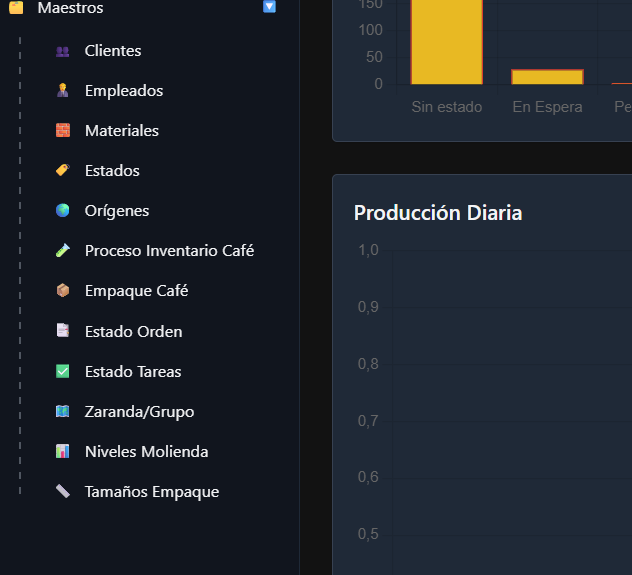 Maestros
Clientes
Empleados
Materiales
Estados
Orígenes
Proceso Inventario Café
Empaque Café
Estado Orden
Estado Tareas
Zaranda/Grupo
Niveles Molienda
Tamaños Empaque
150
100
50
0
Sin estado
En Espera
Producción Diaria
1,0
0,9
0,8
0,7
0,6
0,5